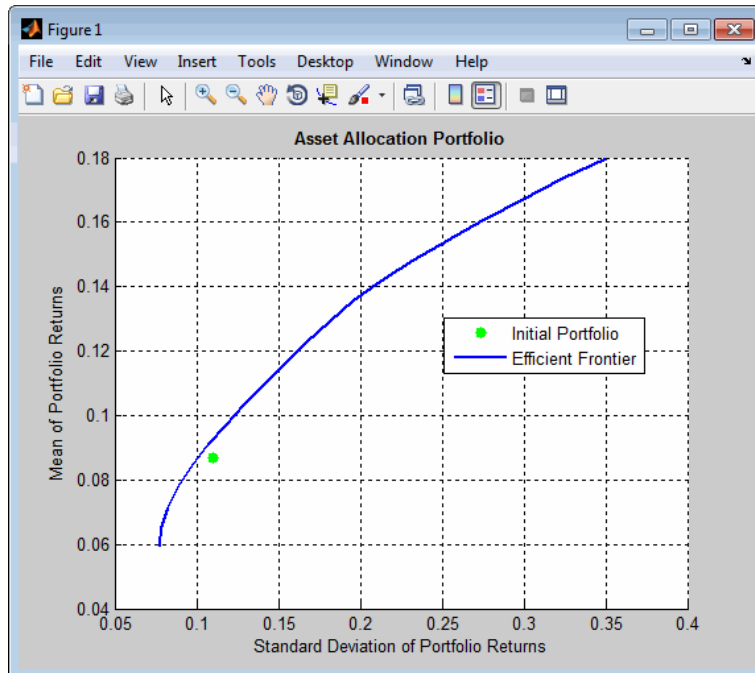 Figure 1
File Edit View Insert Tools Desktop Window Help
Asset Allocation Portfolio
0.18
0.16
0.14
0.12
0.1
0.08
0.06
0.04
Mean of Portfolio Returns
Initial Portfolio
Efficient Frontier
0.05 0.1 0.15 0.2 0.25 0.3 0.35 0.4
Standard Deviation of Portfolio Returns